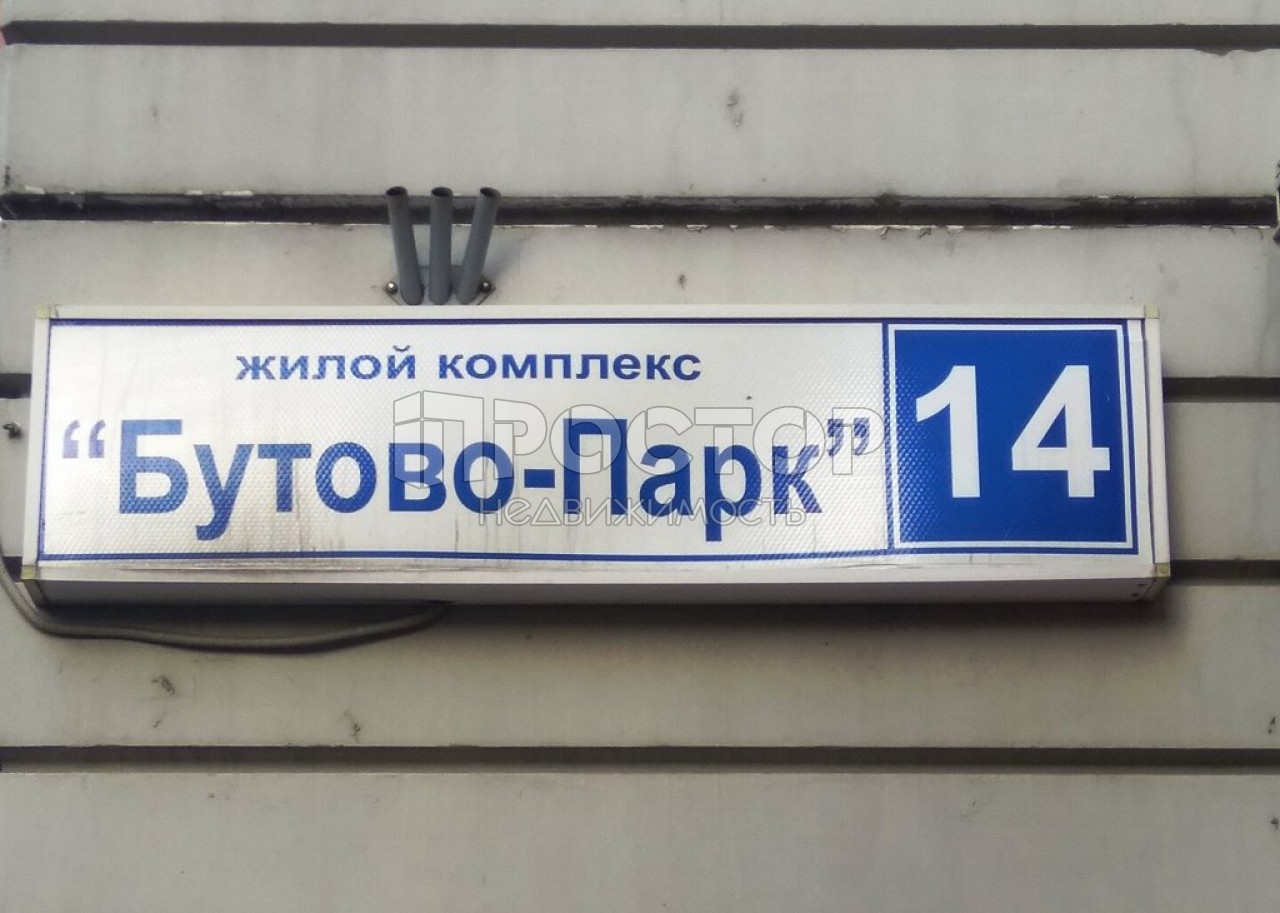 жилой комплекс
“Бутово-Парк”
14
ПРОСТОР
Недвижимость